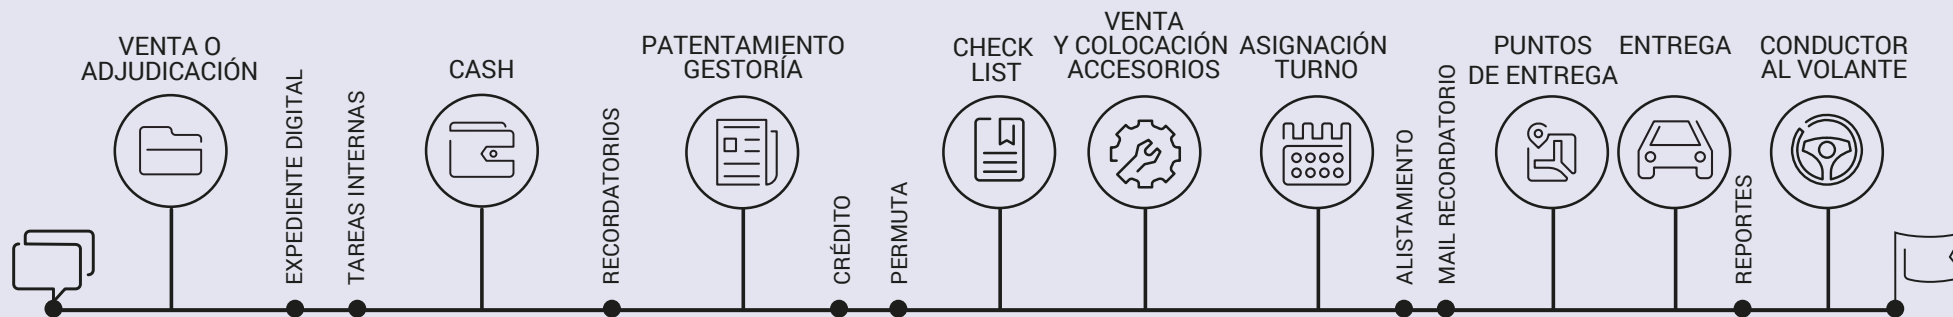 VENTA O
ADJUDICACIÓN
EXPEDIENTE DIGITAL
TAREAS INTERNAS
CASH
RECORDATORIOS
PATENTAMIENTO
GESTORÍA
CRÉDITO
PERMUTA
CHECK
LIST
VENTA
Y COLOCACIÓN
ACCESORIOS
ASIGNACIÓN
TURNO
ALISTAMIENTO
MAIL RECORDATORIO
PUNTOS
DE ENTREGA
ENTREGA
REPORTES
CONDUCTOR
AL VOLANTE